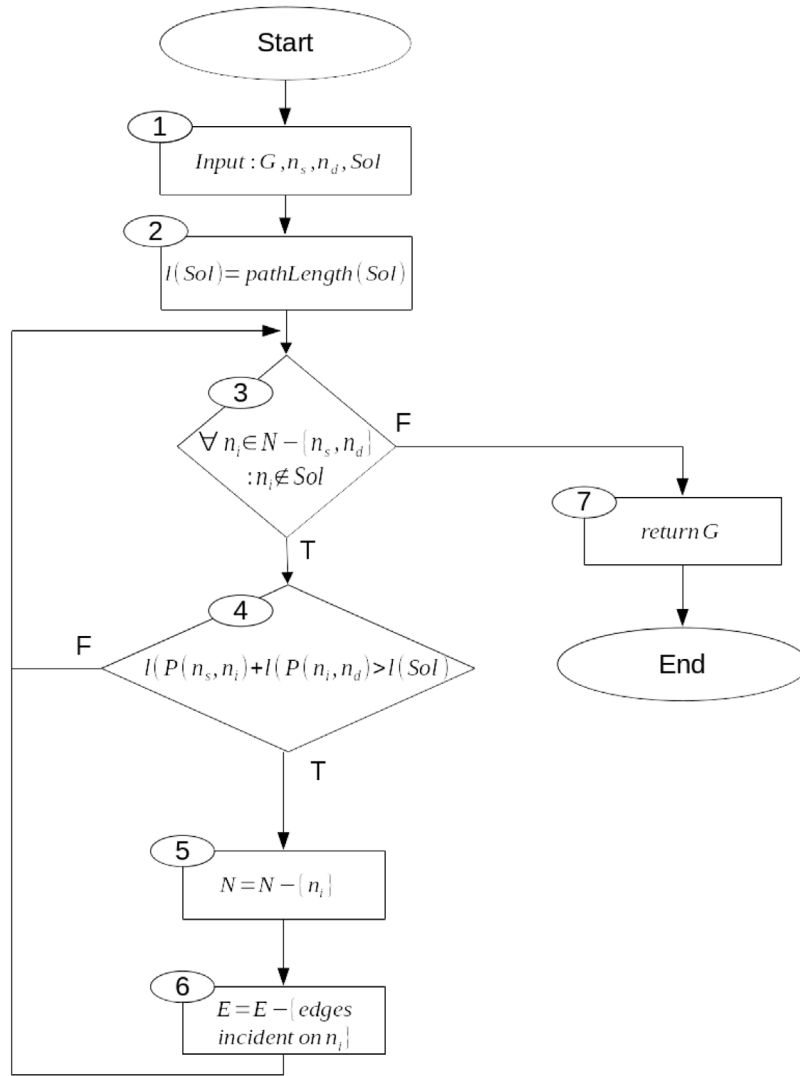 Start
1
Input : G , n_s , n_d , Sol
2
l(Sol)= pathLength(Sol)
3
∀ n_i ∈ N − {n_s , n_d}
: n_i ∉ Sol
F
T
7
return G
End
4
l(P(n_s , n_i)+l(P(n_i , n_d)>l(Sol)
F
T
5
N = N − {n_i}
6
E = E − {edges
incident on n_i}